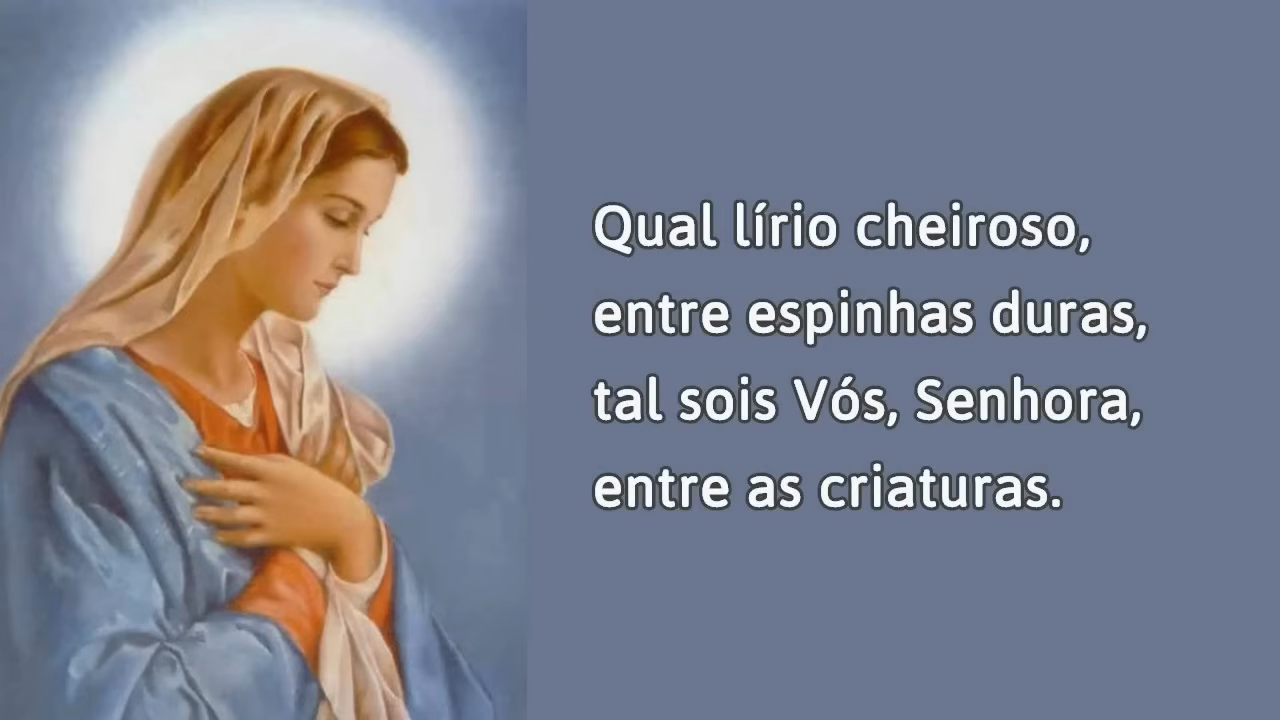 Qual lírio cheiroso,
entre espinhas duras,
tal sois Vós, Senhora,
entre as criaturas.